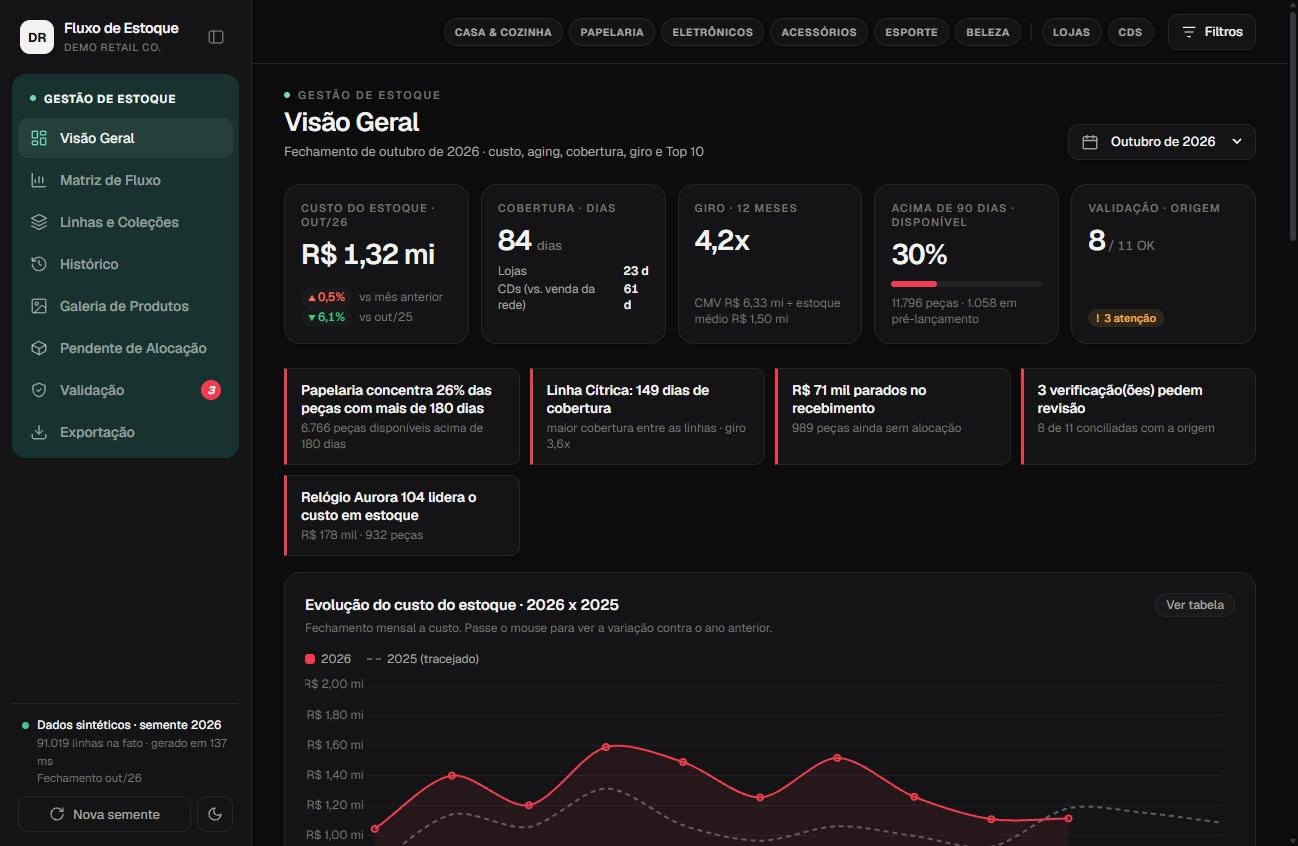 DR
Fluxo de Estoque
DEMO RETAIL CO.
GESTÃO DE ESTOQUE
Visão Geral
Matriz de Fluxo
Linhas e Coleções
Histórico
Galeria de Produtos
Pendente de Alocação
Validação
3
Exportação
Dados sintéticos · semente 2026
91.019 linhas na fato · gerado em 137
ms
Fechamento out/26
Nova semente
CASA & COZINHA
PAPELARIA
ELETRÔNICOS
ACESSÓRIOS
ESPORTE
BELEZA
LOJAS
CDS
Filtros
GESTÃO DE ESTOQUE
Visão Geral
Fechamento de outubro de 2026 · custo, aging, cobertura, giro e Top 10
Outubro de 2026
CUSTO DO ESTOQUE ·
OUT/26
R$ 1,32 mi
▲0,5% vs mês anterior
▼6,1% vs out/25
COBERTURA · DIAS
84 dias
Lojas 23 d
CDs (vs. venda da 61
rede) d
GIRO · 12 MESES
4,2x
CMV R$ 6,33 mi ÷ estoque
médio R$ 1,50 mi
ACIMA DE 90 DIAS ·
DISPONÍVEL
30%
11.796 peças · 1.058 em
pré-lançamento
VALIDAÇÃO · ORIGEM
8 / 11 OK
! 3 atenção
Papelaria concentra 26% das
peças com mais de 180 dias
6.766 peças disponíveis acima de
180 dias
Linha Cítrica: 149 dias de
cobertura
maior cobertura entre as linhas · giro
3,6x
R$ 71 mil parados no
recebimento
989 peças ainda sem alocação
3 verificação(ões) pedem
revisão
8 de 11 conciliadas com a origem
Relógio Aurora 104 lidera o
custo em estoque
R$ 178 mil · 932 peças
Evolução do custo do estoque · 2026 x 2025
Ver tabela
Fechamento mensal a custo. Passe o mouse para ver a variação contra o ano anterior.
2026
2025 (tracejado)
R$ 2,00 mi
R$ 1,80 mi
R$ 1,60 mi
R$ 1,40 mi
R$ 1,20 mi
R$ 1,00 mi